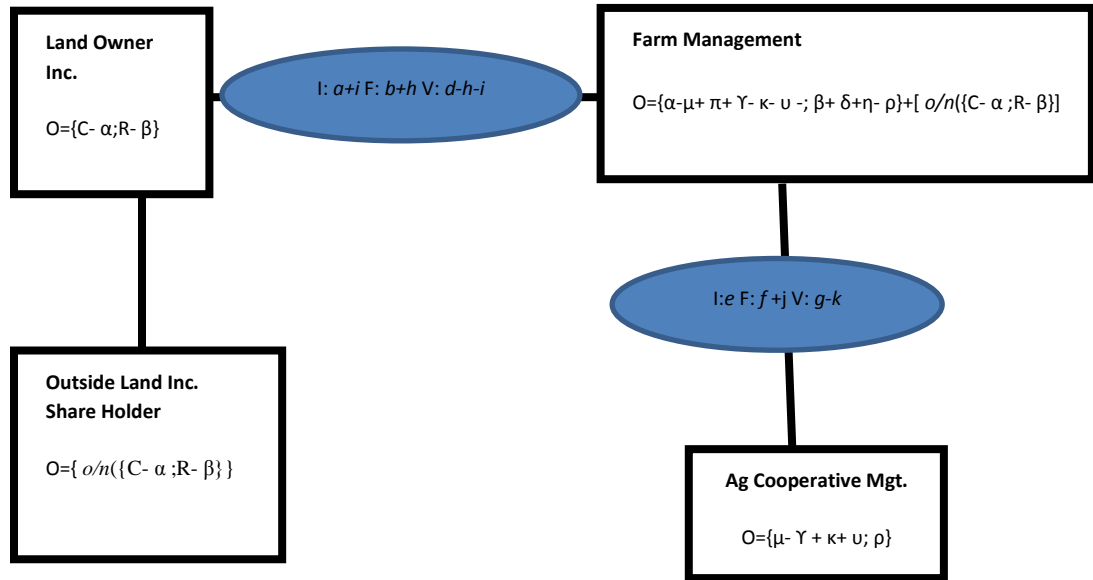 Land Owner
Inc.
O={C- α;R- β}
I: a+i F: b+h V: d-h-i
Farm Management
O={α-μ+ π+ ϒ- κ- υ -; β+ δ+η- ρ}+[ o/n({C- α ;R- β}]
I:e F: f +j V: g-k
Outside Land Inc.
Share Holder
O={ o/n({C- α ;R- β} }
Ag Cooperative Mgt.
O={μ- ϒ + κ+ υ; ρ}